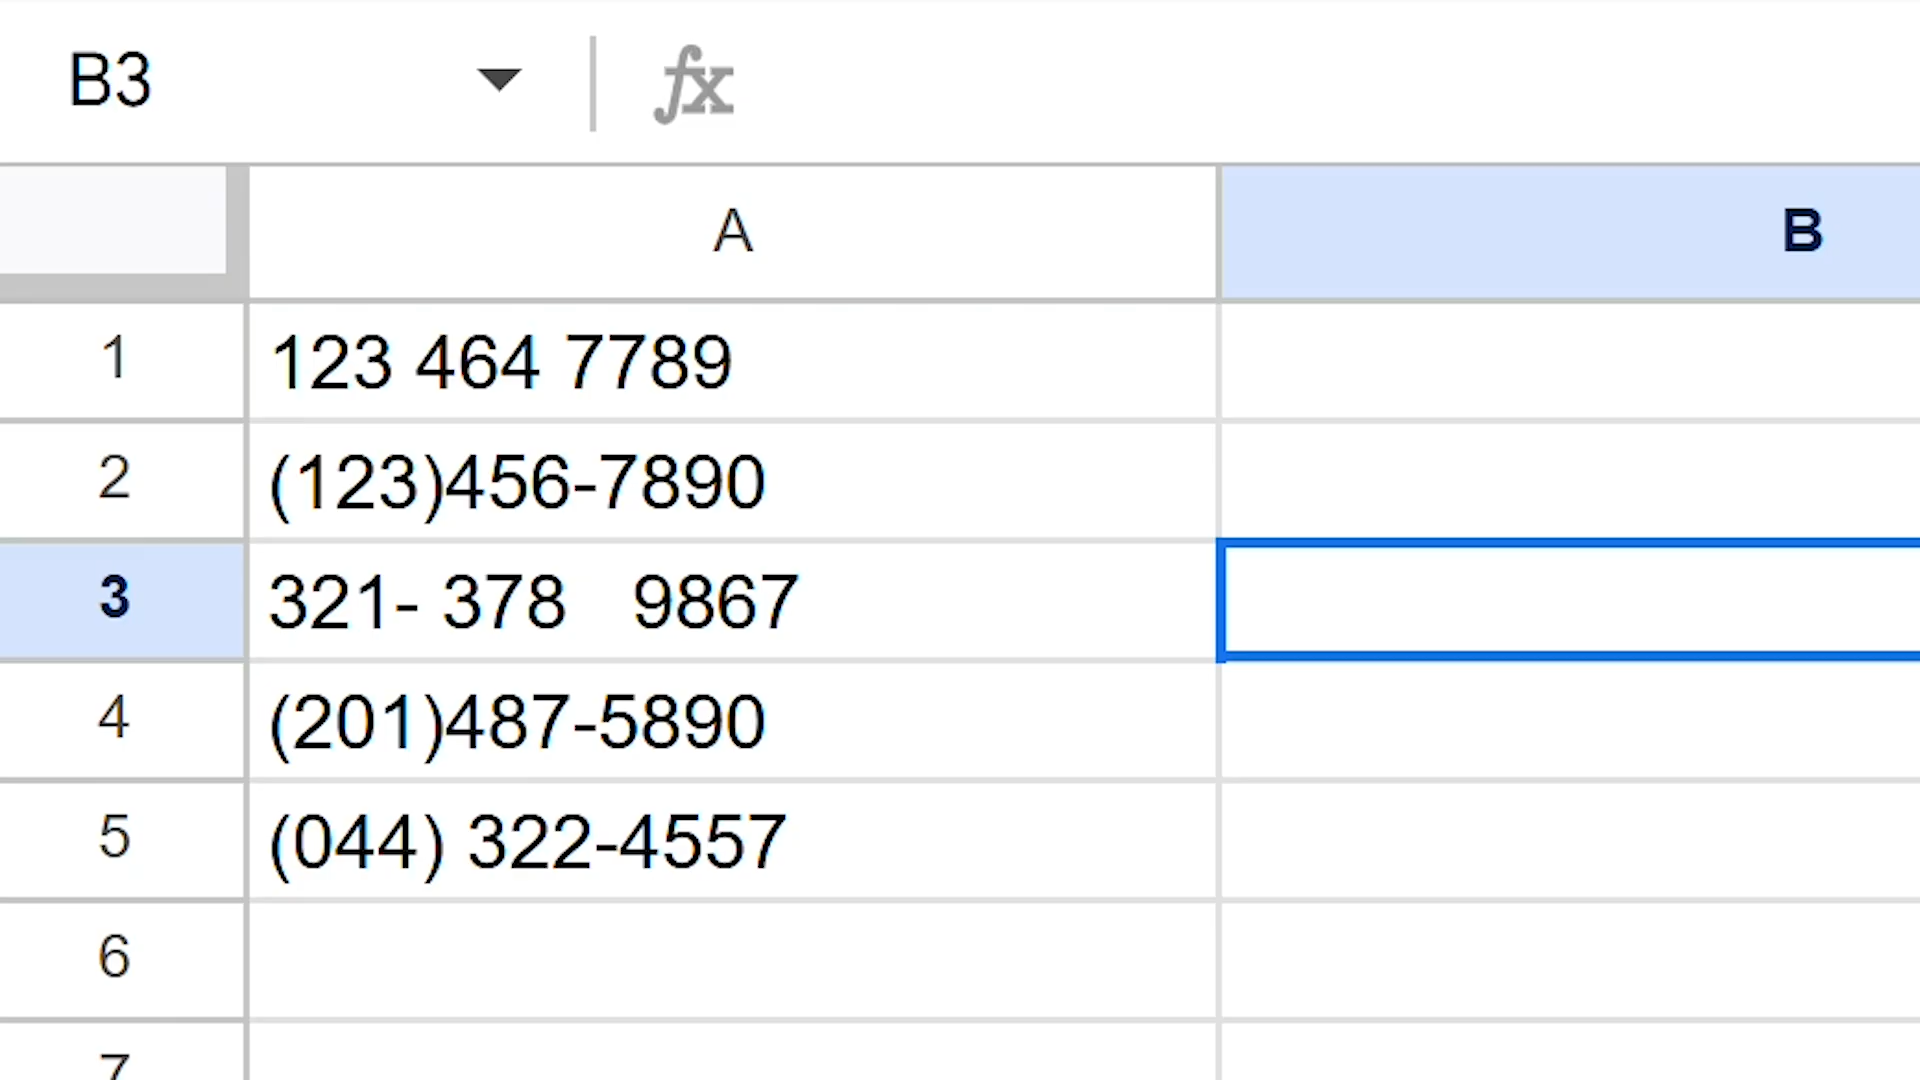 B3 fx
A B
1 123 464 7789
2 (123)456-7890
3 321- 378   9867
4 (201)487-5890
5 (044) 322-4557
6
7